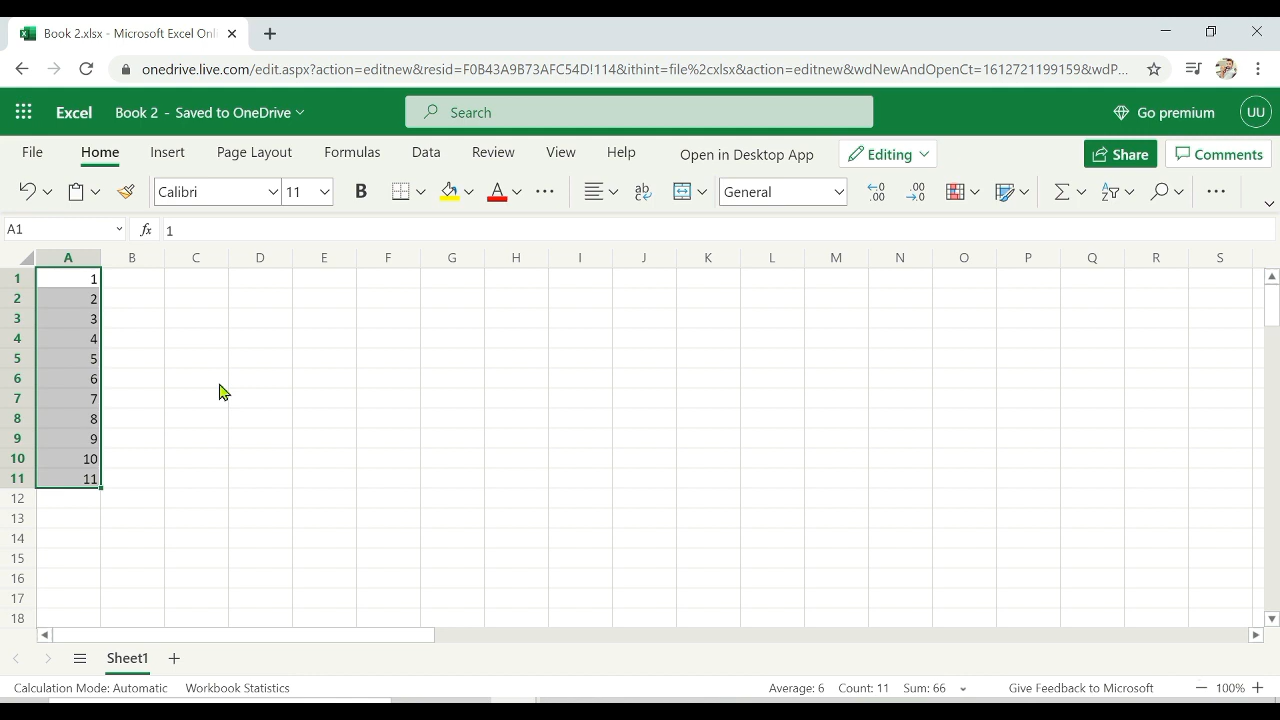 Book 2.xlsx - Microsoft Excel Onli
onedrive.live.com/edit.aspx?action=editnew&resid=F0B43A9B73AFC54D!114&ithint=file%2cxlsx&action=editnew&wdNewAndOpenCt=1612721199159&wdP...
Excel Book 2 - Saved to OneDrive Search Go premium UU
File Home Insert Page Layout Formulas Data Review View Help Open in Desktop App Editing Share Comments
Calibri 11 B A ab c General .00 .00
A1 fx 1
A B C D E F G H I J K L M N O P Q R S
1 1
2 2
3 3
4 4
5 5
6 6
7 7
8 8
9 9
10 10
11 11
12
13
14
15
16
17
18
Sheet1
Calculation Mode: Automatic Workbook Statistics Average: 6 Count: 11 Sum: 66 Give Feedback to Microsoft 100%